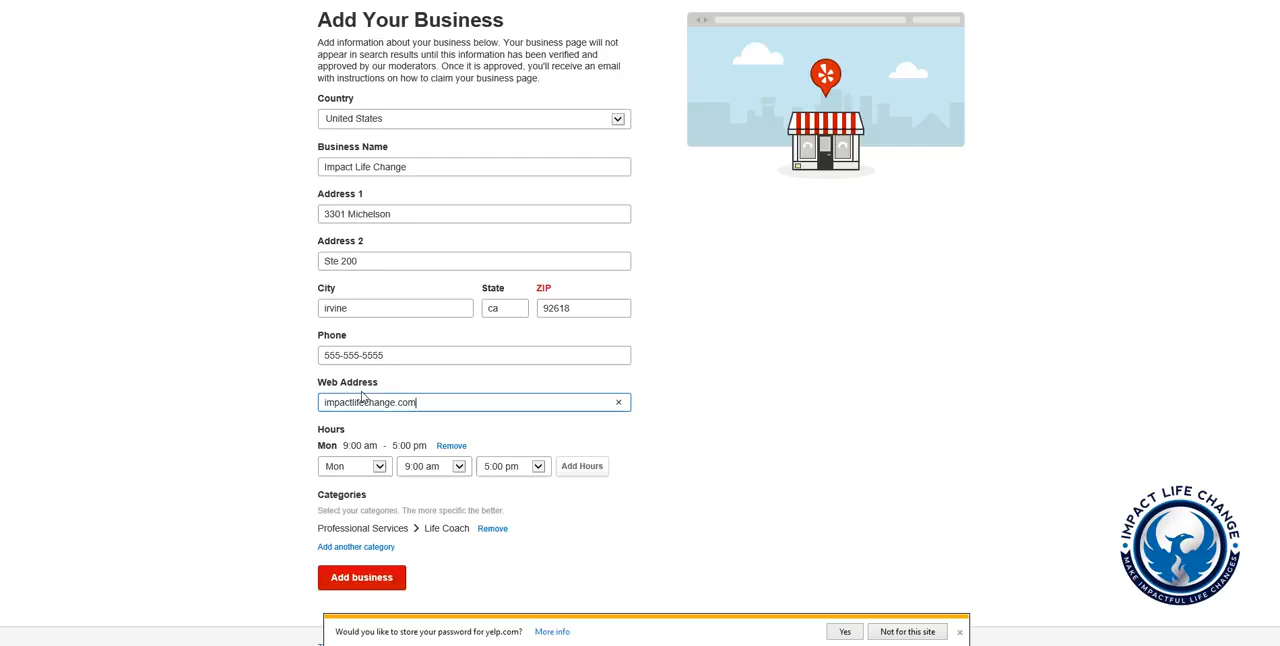 Add Your Business
Add information about your business below. Your business page will not
appear in search results until this information has been verified and
approved by our moderators. Once it is approved, you'll receive an email
with instructions on how to claim your business page.
Country
United States
Business Name
Impact Life Change
Address 1
3301 Michelson
Address 2
Ste 200
City State ZIP
irvine ca 92618
Phone
555-555-5555
Web Address
impactlifechange.com
Hours
Mon 9:00 am - 5:00 pm Remove
Mon 9:00 am 5:00 pm Add Hours
Categories
Select your categories. The more specific the better.
Professional Services > Life Coach Remove
Add another category
Add business
IMPACT LIFE CHANGE
MAKE IMPACTFUL LIFE CHANGES
Would you like to store your password for yelp.com? More info Yes Not for this site